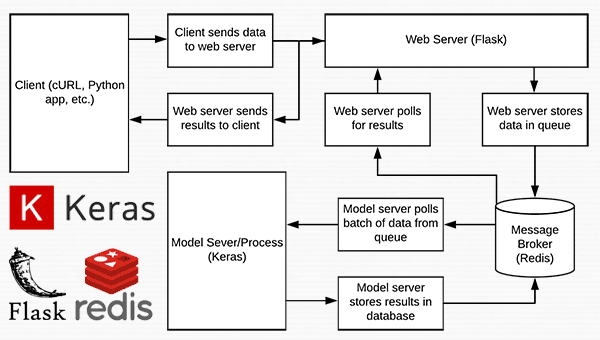 Client (cURL, Python
app, etc.)
Client sends data
to web server
Web server sends
results to client
Web Server (Flask)
Web server polls
for results
Web server stores
data in queue
Message
Broker
(Redis)
Model server polls
batch of data from
queue
Model Sever/Process
(Keras)
Model server
stores results in
database
K Keras
Flask
redis